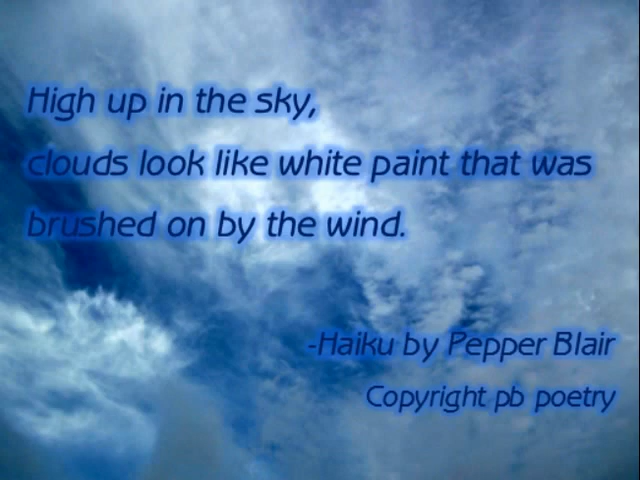 High up in the sky,
clouds look like white paint that was
brushed on by the wind.
-Haiku by Pepper Blair
Copyright pb poetry